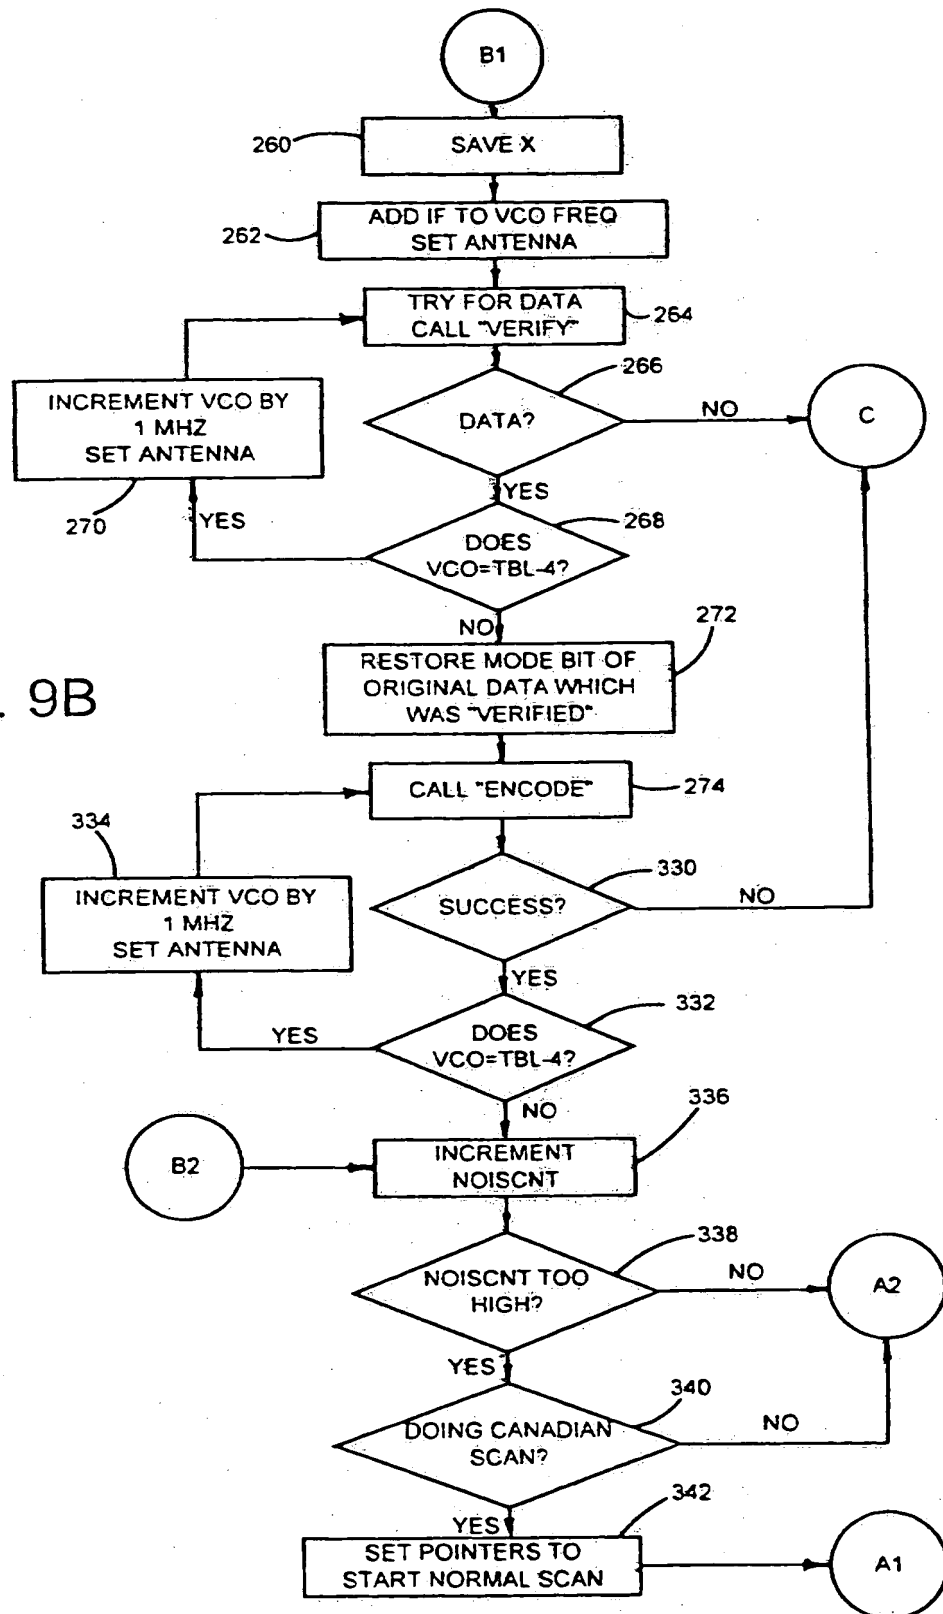 B1
260
SAVE X
262
ADD IF TO VCO FREQ
SET ANTENNA
TRY FOR DATA
CALL "VERIFY"
264
266
INCREMENT VCO BY
1 MHZ
SET ANTENNA
DATA?
NO
C
270
YES
YES
268
DOES
VCO=TBL-4?
NO
272
RESTORE MODE BIT OF
ORIGINAL DATA WHICH
WAS "VERIFIED"
. 9B
CALL "ENCODE"
274
334
330
INCREMENT VCO BY
1 MHZ
SET ANTENNA
SUCCESS?
NO
YES
332
YES
DOES
VCO=TBL-4?
NO
336
B2
INCREMENT
NOISCNT
338
NOISCNT TOO
HIGH?
NO
A2
YES
340
DOING CANADIAN
SCAN?
NO
342
YES
SET POINTERS TO
START NORMAL SCAN
A1